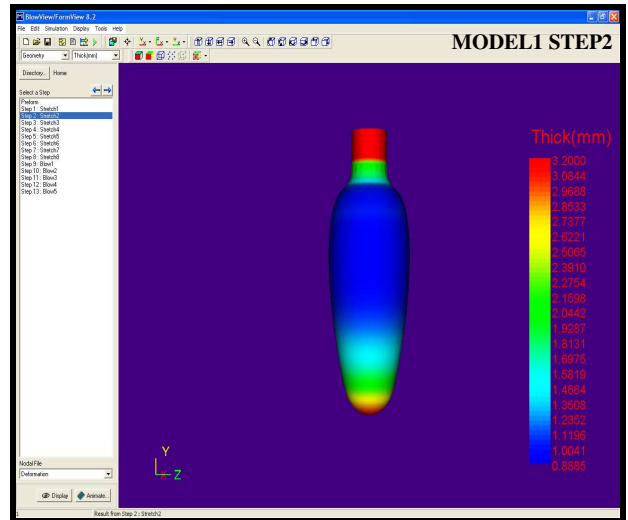 BlowView/FormView 8.2
File Edit Simulation Display Tools Help
MODEL1 STEP2
Geometry Thick(mm)
Directory... Home
Select a Step
Preform
Step 1 : Stretch1
Step 2 : Stretch2
Step 3 : Stretch3
Step 4 : Stretch4
Step 5 : Stretch5
Step 6 : Stretch6
Step 7 : Stretch7
Step 8 : Stretch8
Step 9 : Blow1
Step 10 : Blow2
Step 11 : Blow3
Step 12 : Blow4
Step 13 : Blow5
Thick(mm)
3.2000
3.0844
2.9688
2.8533
2.7377
2.6221
2.5065
2.3910
2.2754
2.1598
2.0442
1.9287
1.8131
1.6975
1.5819
1.4664
1.3508
1.2352
1.1196
1.0041
0.8885
Y
X Z
Nodal File
Deformation
Display Animate...
1 Result from Step 2 : Stretch2